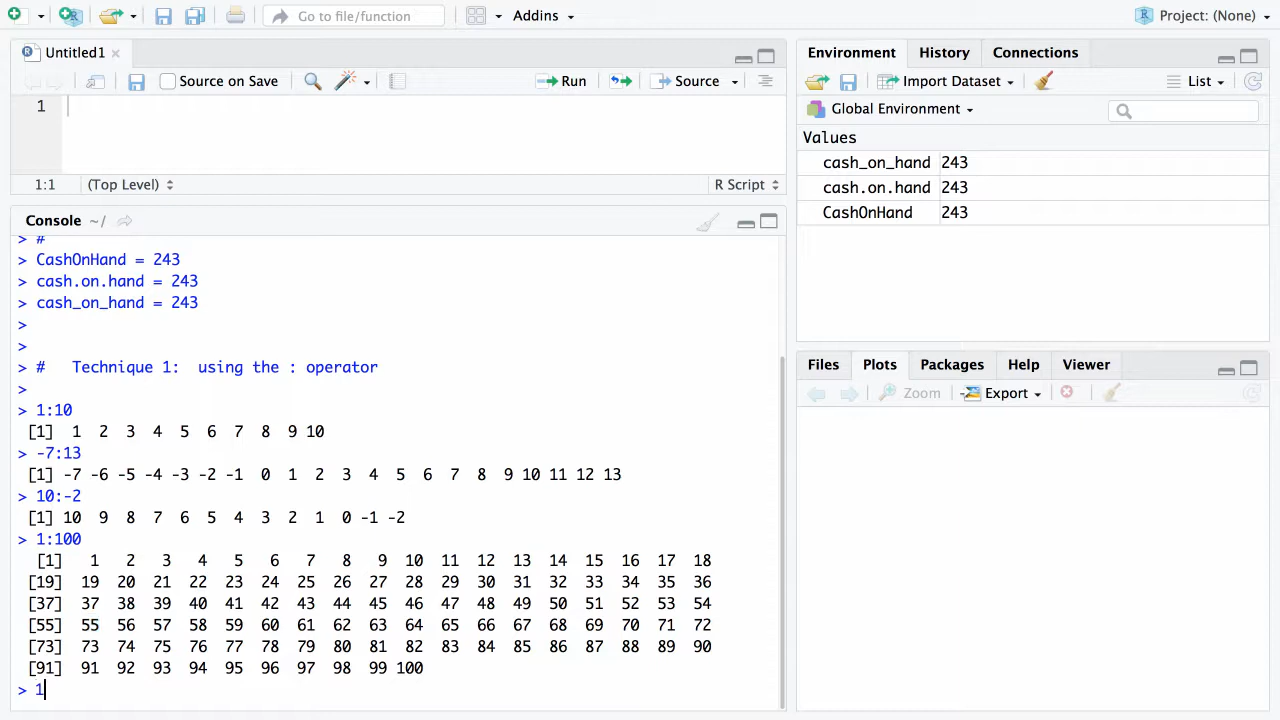 Go to file/function
Addins
Project: (None)
Untitled1
Source on Save
Run
Source
1
1:1
(Top Level)
R Script
Console ~/
> #
> CashOnHand = 243
> cash.on.hand = 243
> cash_on_hand = 243
>
>
> #   Technique 1:  using the : operator
>
> 1:10
[1]  1  2  3  4  5  6  7  8  9 10
> -7:13
[1] -7 -6 -5 -4 -3 -2 -1  0  1  2  3  4  5  6  7  8  9 10 11 12 13
> 10:-2
[1] 10  9  8  7  6  5  4  3  2  1  0 -1 -2
> 1:100
[1]   1   2   3   4   5   6   7   8   9  10  11  12  13  14  15  16  17  18
[19]  19  20  21  22  23  24  25  26  27  28  29  30  31  32  33  34  35  36
[37]  37  38  39  40  41  42  43  44  45  46  47  48  49  50  51  52  53  54
[55]  55  56  57  58  59  60  61  62  63  64  65  66  67  68  69  70  71  72
[73]  73  74  75  76  77  78  79  80  81  82  83  84  85  86  87  88  89  90
[91]  91  92  93  94  95  96  97  98  99 100
> 1
Environment
History
Connections
Import Dataset
List
Global Environment
Values
cash_on_hand 243
cash.on.hand 243
CashOnHand 243
Files
Plots
Packages
Help
Viewer
Zoom
Export